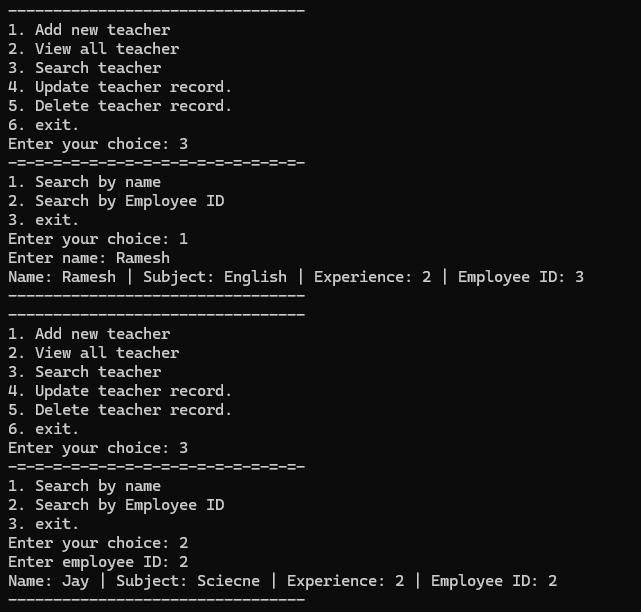 ---------------------------------
1. Add new teacher
2. View all teacher
3. Search teacher
4. Update teacher record.
5. Delete teacher record.
6. exit.
Enter your choice: 3
-=-=-=-=-=-=-=-=-=-=-=-=-=-=-=-=-
1. Search by name
2. Search by Employee ID
3. exit.
Enter your choice: 1
Enter name: Ramesh
Name: Ramesh | Subject: English | Experience: 2 | Employee ID: 3
---------------------------------
---------------------------------
1. Add new teacher
2. View all teacher
3. Search teacher
4. Update teacher record.
5. Delete teacher record.
6. exit.
Enter your choice: 3
-=-=-=-=-=-=-=-=-=-=-=-=-=-=-=-=-
1. Search by name
2. Search by Employee ID
3. exit.
Enter your choice: 2
Enter employee ID: 2
Name: Jay | Subject: Sciecne | Experience: 2 | Employee ID: 2
---------------------------------